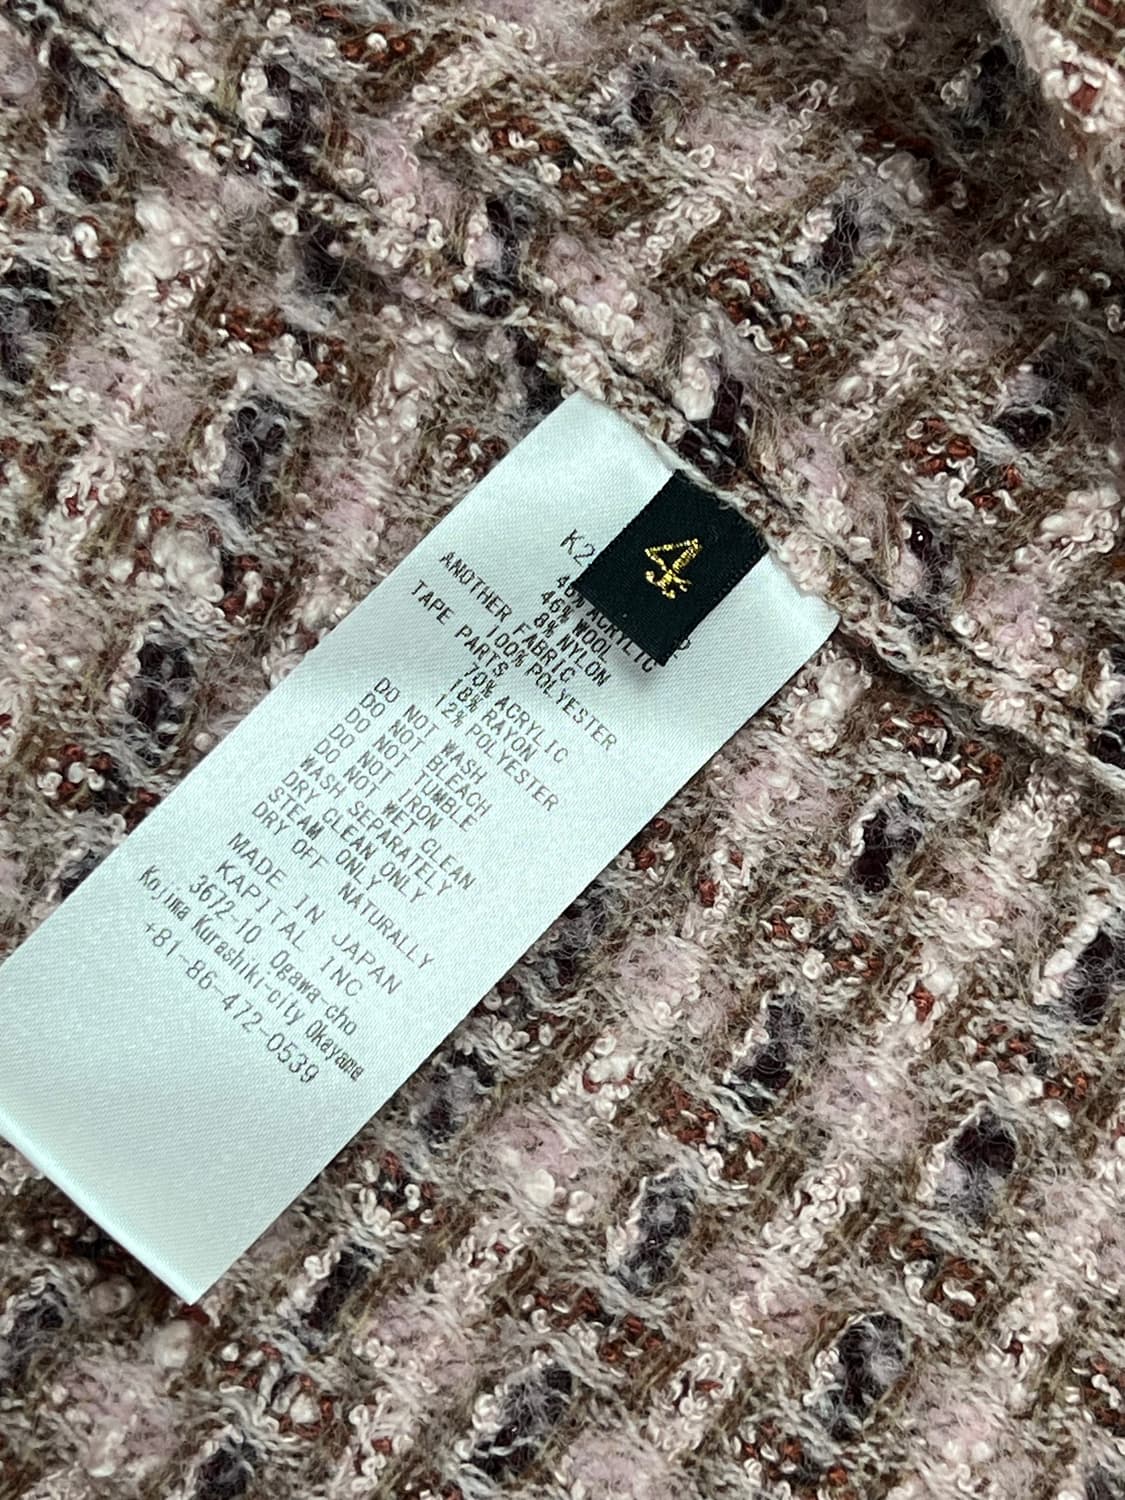 4
K2
46% ACRYLIC
46% WOOL
8% NYLON
ANOTHER FABRIC
100% POLYESTER
TAPE PARTS
70% ACRYLIC
18% RAYON
12% POLYESTER
DO NOT WASH
DO NOT BLEACH
DO NOT TUMBLE
DO NOT IRON
DO NOT WET CLEAN
WASH SEPARATELY
DRY CLEAN ONLY
STEAM ONLY
DRY OFF NATURALLY
MADE IN JAPAN
KAPITAL INC
3672-10 Ogawa-cho
Kojima Kurashiki-city Okayama
+81-86-472-0539